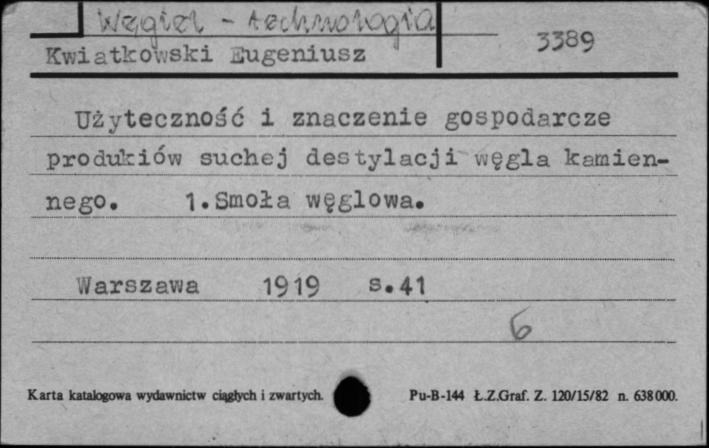 Węgiel - technologia
3389
Kwiatkowski Eugeniusz
Użyteczność i znaczenie gospodarcze
produkiów suchej destylacji węgla kamien-
nego. 1.Smoła węglowa.
Warszawa 1919 s.41
6
Karta katalogowa wydawnictw ciągłych i zwartych. Pu-B-144 Ł.Z.Graf. Z. 120/15/82 n. 638000.